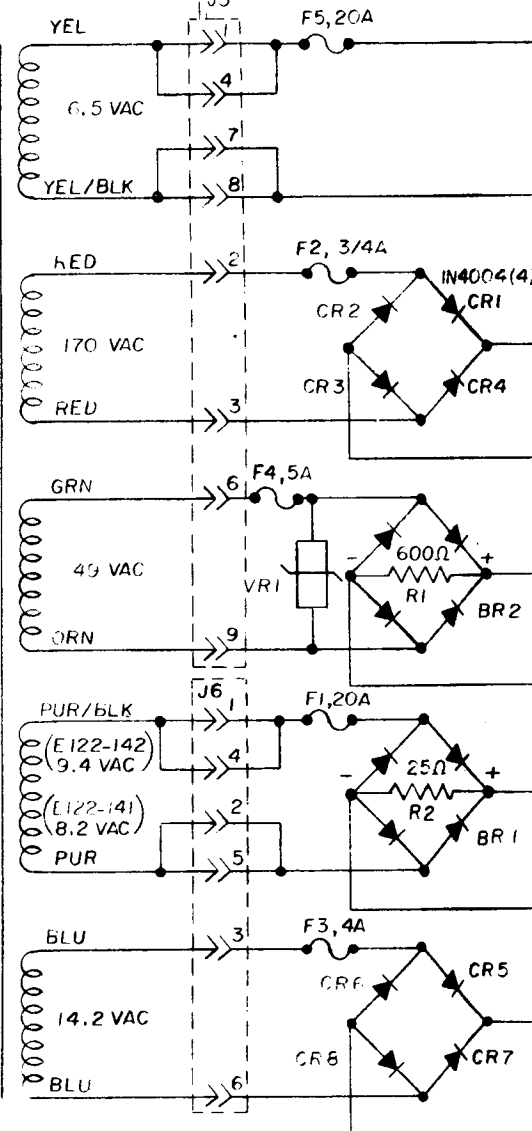 J5
F5,20A
YEL
1
4
6.5 VAC
7
YEL/BLK
8
RED
2
F2, 3/4A
IN4004(4)
CR2
CR1
170 VAC
CR3
CR4
RED
3
GRN
6
F4,5A
49 VAC
VR1
-
600Ω
+
R1
BR2
ORN
9
J6
PUR/BLK
1
F1,20A
(E122-142)
9.4 VAC
4
-
25Ω
+
(E122-141)
8.2 VAC
2
R2
BR1
PUR
5
BLU
3
F3,4A
CR6
CR5
14.2 VAC
CR8
CR7
BLU
6